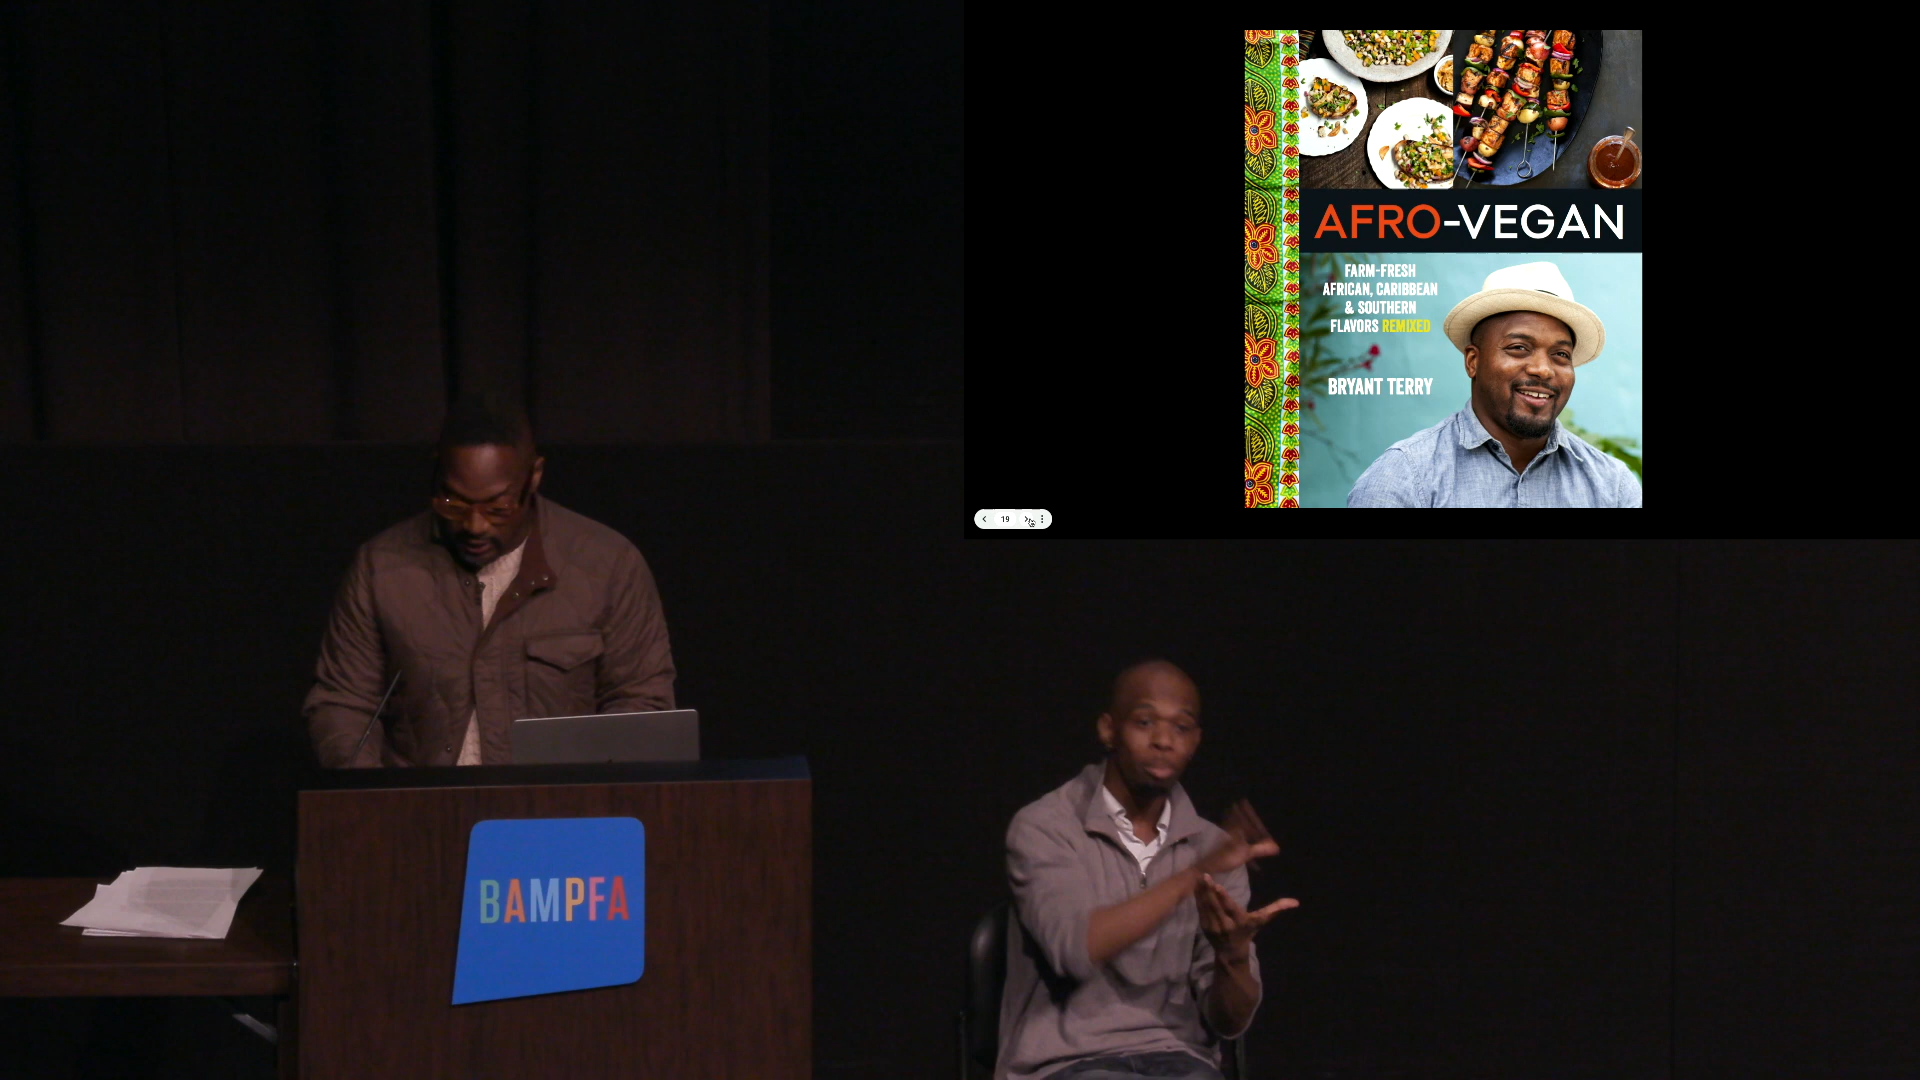 AFRO-VEGAN
FARM-FRESH
AFRICAN, CARIBBEAN
& SOUTHERN
FLAVORS REMIXED
BRYANT TERRY
19
BAMPFA